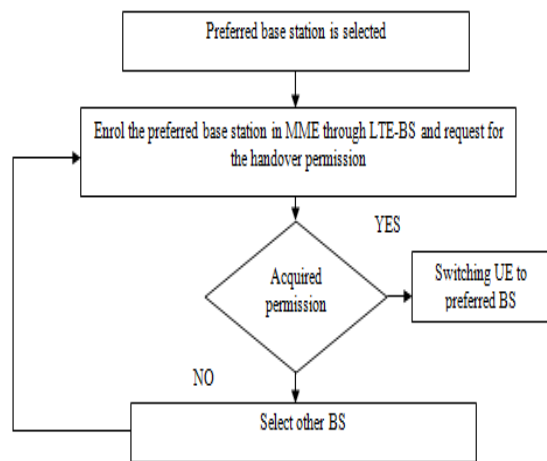 Preferred base station is selected
Enrol the preferred base station in MME through LTE-BS and request for
the handover permission
YES
Acquired
permission
Switching UE to
preferred BS
NO
Select other BS